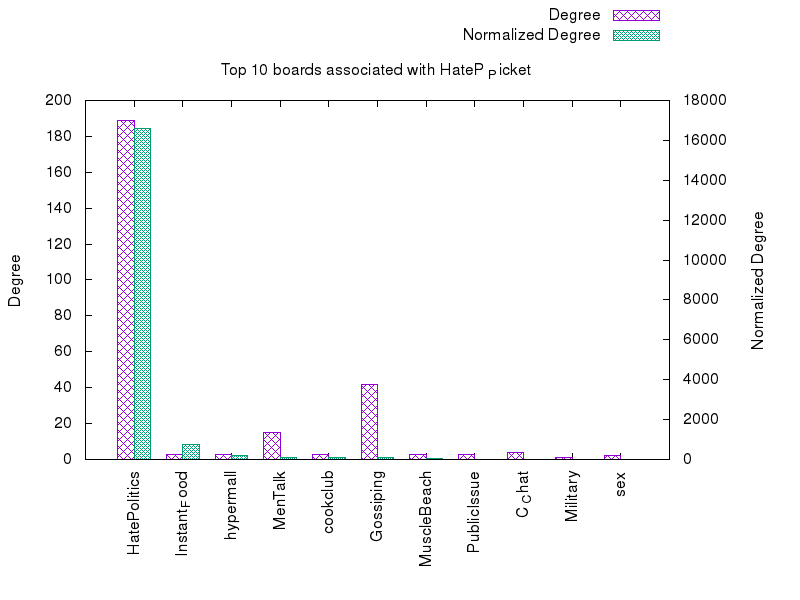 Degree
Normalized Degree
Top 10 boards associated with HateP Picket
200
180
160
140
120
100
80
60
40
20
0
18000
16000
14000
12000
10000
8000
6000
4000
2000
0
Degree
Normalized Degree
HatePolitics
InstantFood
hypermall
MenTalk
cookclub
Gossiping
MuscleBeach
PublicIssue
C Chat
Military
sex